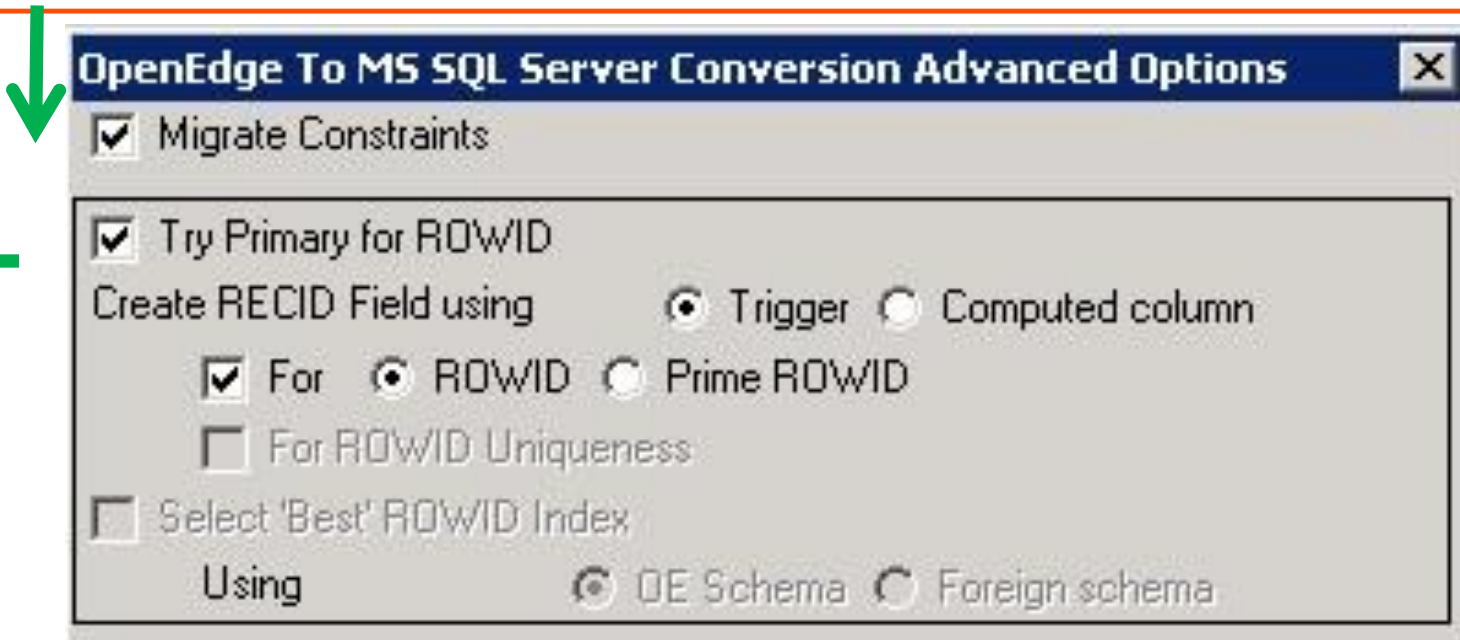 OpenEdge To MS SQL Server Conversion Advanced Options
Migrate Constraints
Try Primary for ROWID
Create RECID Field using Trigger Computed column
For ROWID Prime ROWID
For ROWID Uniqueness
Select 'Best' ROWID Index
Using OE Schema Foreign schema